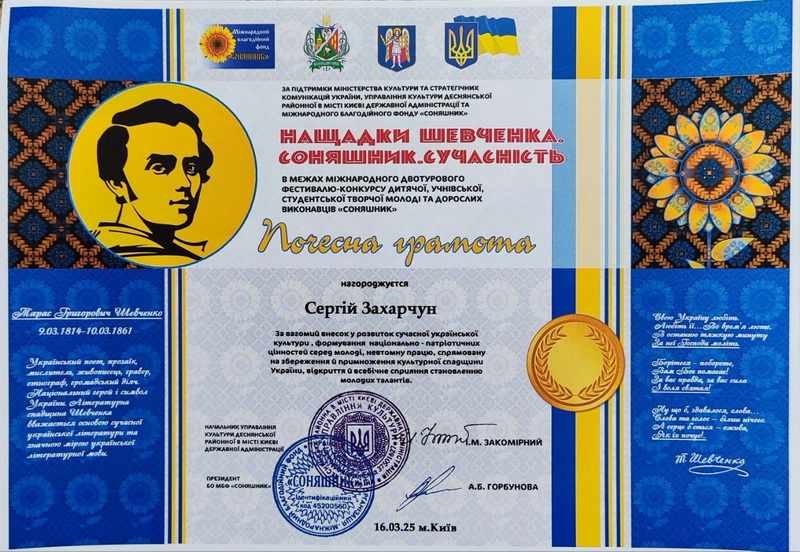 Міжнародний
благодійний
фонд
«СОНЯШНИК»
ЗА ПІДТРИМКИ МІНІСТЕРСТВА КУЛЬТУРИ ТА СТРАТЕГІЧНИХ
КОМУНІКАЦІЙ УКРАЇНИ, УПРАВЛІННЯ КУЛЬТУРИ ДЕСНЯНСЬКОЇ
РАЙОННОЇ В МІСТІ КИЄВІ ДЕРЖАВНОЇ АДМІНІСТРАЦІЇ ТА
МІЖНАРОДНОГО БЛАГОДІЙНОГО ФОНДУ «СОНЯШНИК»
НАЩАДКИ ШЕВЧЕНКА.
СОНЯШНИК.СУЧАСНІСТЬ
В МЕЖАХ МІЖНАРОДНОГО ДВОТУРОВОГО
ФЕСТИВАЛЮ-КОНКУРСУ ДИТЯЧОЇ, УЧНІВСЬКОЇ,
СТУДЕНТСЬКОЇ ТВОРЧОЇ МОЛОДІ ТА ДОРОСЛИХ
ВИКОНАВЦІВ «СОНЯШНИК»
Почесна грамота
нагороджується
Сергій Захарчун
За вагомий внесок у розвиток сучасної української
культури , формування національно - патріотичних
цінностей серед молоді, невтомну працю, спрямовану
на збереження й примноження культурної спадщини
України, відкриття й всебічне сприяння становленню
молодих талантів.
Тарас Григорович Шевченко
9.03.1814-10.03.1861
Український поет, прозаїк,
мислитель, живописець, гравер,
етнограф, громадський діяч.
Національний герой і символ
України. Літературна
спадщина Шевченка
вважається основою сучасної
української літератури та
значною мірою української
літературної мови.
Свою Україну любіть.
Любіть її... Во врем'я люте.
В останню тяжкую минуту
За неї Господа моліть.
Борітеся - поборете,
Вам Бог помагає!
За вас правда, за вас сила
І воля святая!
Ну що б, здавалося, слова...
Слова та голос – більш нічого.
А серце б'ється – ожива,
Як їх почує!
Т. Шевченко
НАЧАЛЬНИК УПРАВЛІННЯ
КУЛЬТУРИ ДЕСНЯНСЬКОЇ
РАЙОННОЇ В МІСТІ КИЄВІ
ДЕРЖАВНОЇ АДМІНІСТРАЦІЇ
І.М. ЗАКОМІРНИЙ
ПРЕЗИДЕНТ
БО МБФ «СОНЯШНИК»
А.Б. ГОРБУНОВА
«СОНЯШНИК»
Ідентифікаційний
код 45200560
16.03.25 м.Київ